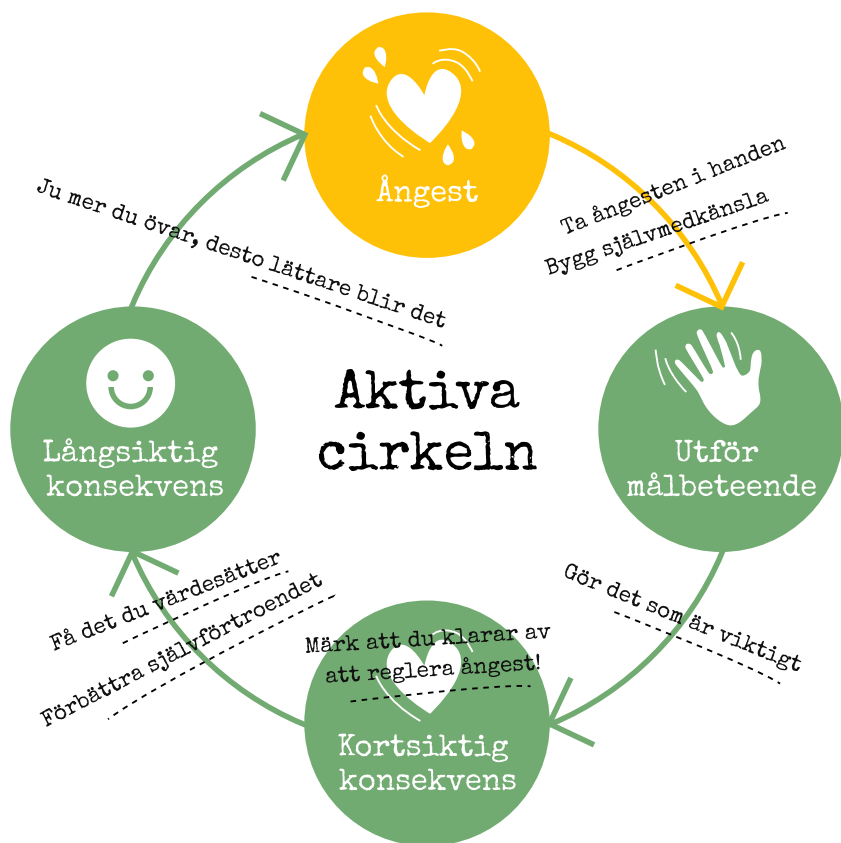 Ångest
Ta ångesten i handen
Bygg självmedkänsla
Utför
målbeteende
Gör det som är viktigt
Märk att du klarar av
att reglera ångest!
Kortsiktig
konsekvens
Få det du värdesätter
Förbättra självförtroendet
Långsiktig
konsekvens
Ju mer du övar, desto lättare blir det
Aktiva
cirkeln